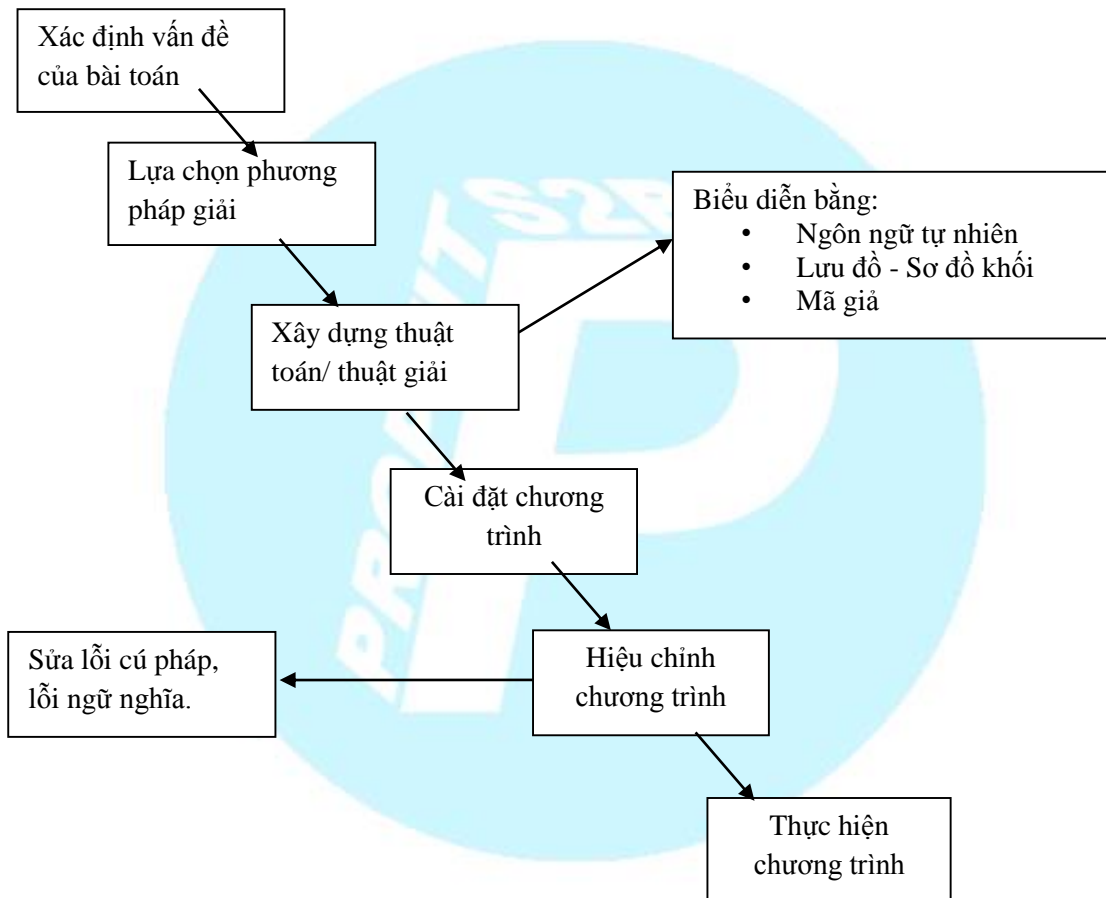 Xác định vấn đề
của bài toán
Lựa chọn phương
pháp giải
Biểu diễn bằng:
• Ngôn ngữ tự nhiên
• Lưu đồ - Sơ đồ khối
• Mã giả
Xây dựng thuật
toán/ thuật giải
Cài đặt chương
trình
Hiệu chỉnh
chương trình
Sửa lỗi cú pháp,
lỗi ngữ nghĩa.
Thực hiện
chương trình